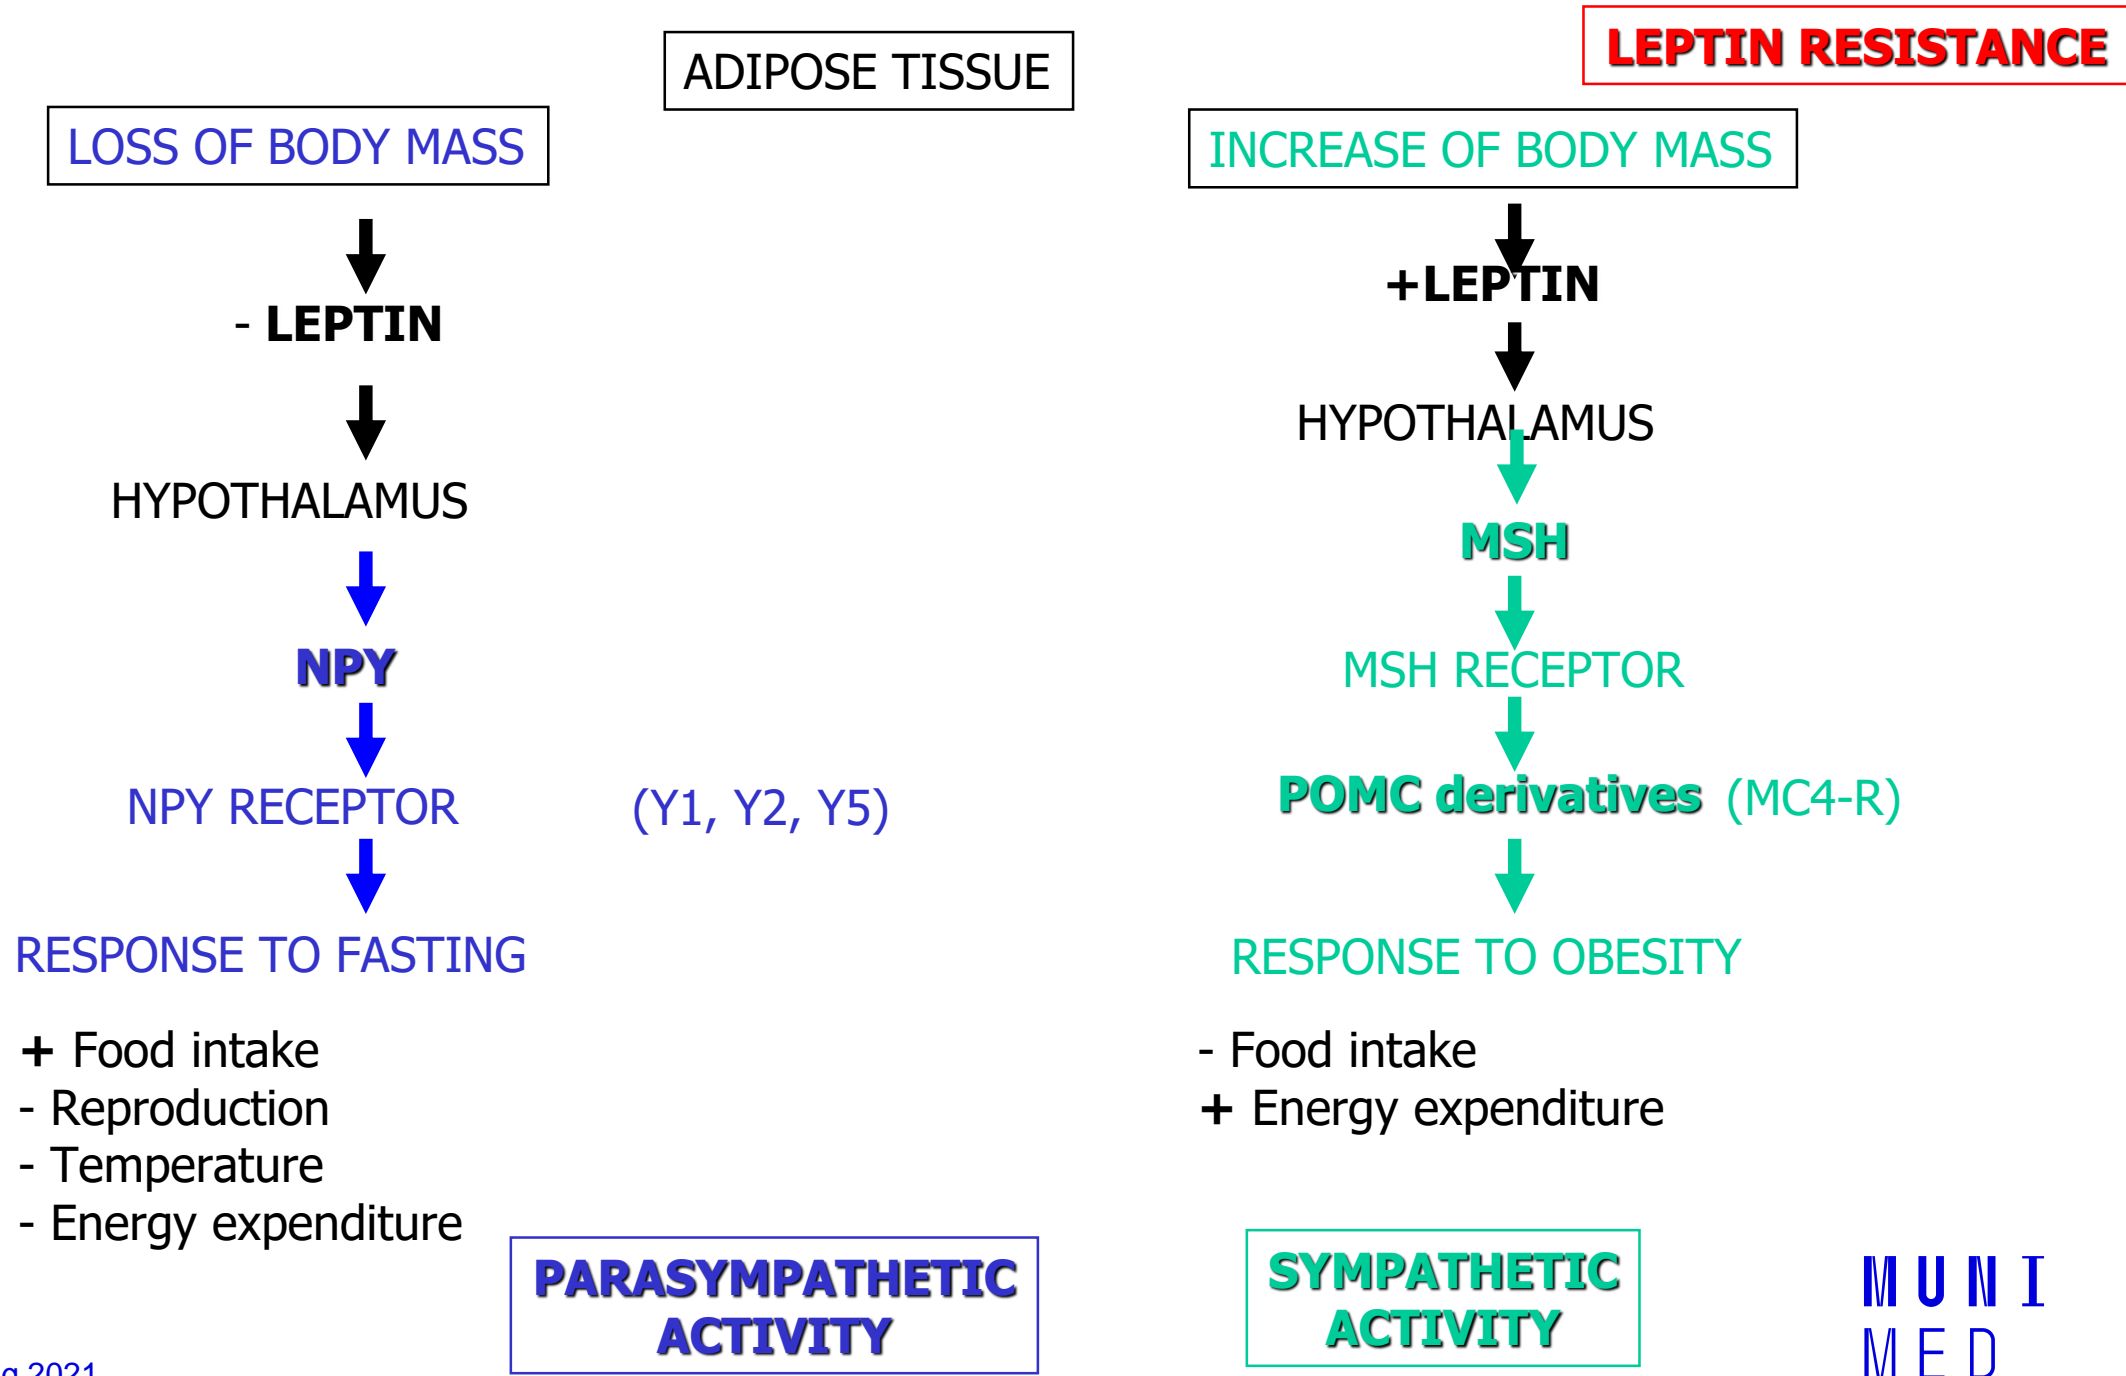 ADIPOSE TISSUE
LEPTIN RESISTANCE
LOSS OF BODY MASS
- LEPTIN
HYPOTHALAMUS
NPY
NPY RECEPTOR (Y1, Y2, Y5)
RESPONSE TO FASTING
+ Food intake
- Reproduction
- Temperature
- Energy expenditure
PARASYMPATHETIC
ACTIVITY
INCREASE OF BODY MASS
+LEPTIN
HYPOTHALAMUS
MSH
MSH RECEPTOR
POMC derivatives (MC4-R)
RESPONSE TO OBESITY
- Food intake
+ Energy expenditure
SYMPATHETIC
ACTIVITY
MUNI
MED
2021